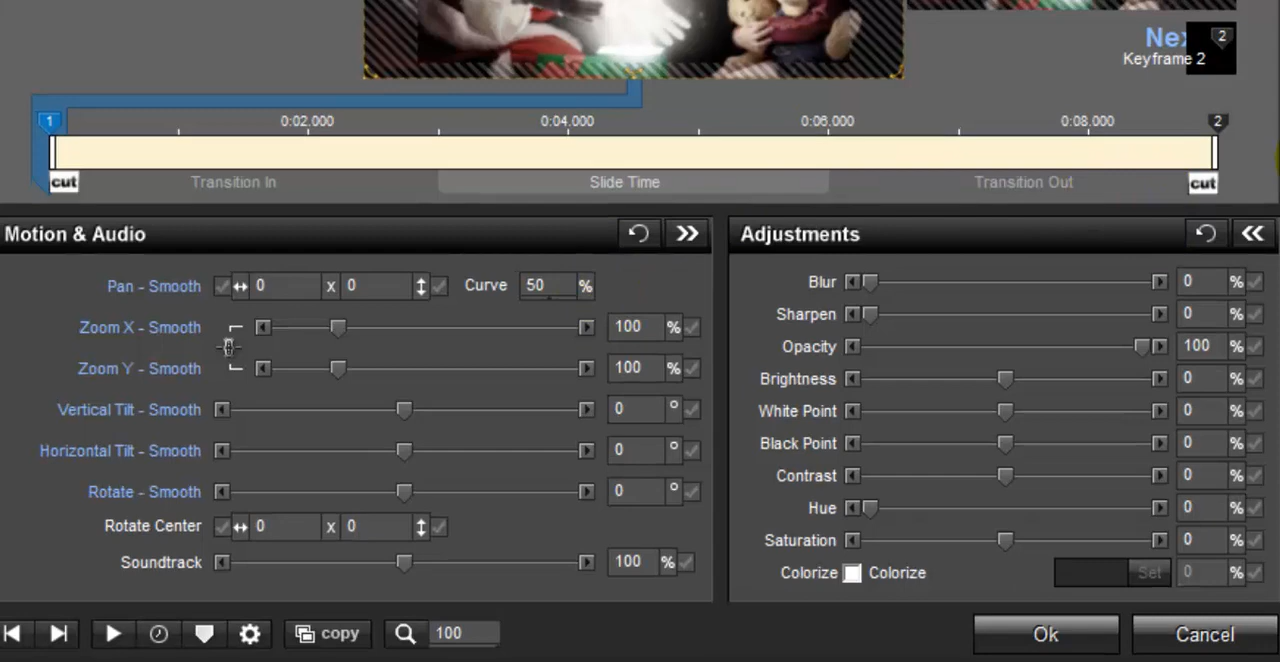 Nex
2
Keyframe 2
1
0:02.000
0:04.000
0:06.000
0:08.000
2
cut
Transition In
Slide Time
Transition Out
cut
Motion & Audio
Pan - Smooth 0 x 0 Curve 50 %
Zoom X - Smooth 100 %
Zoom Y - Smooth 100 %
Vertical Tilt - Smooth 0 °
Horizontal Tilt - Smooth 0 °
Rotate - Smooth 0 °
Rotate Center 0 x 0
Soundtrack 100 %
Adjustments
Blur 0 %
Sharpen 0 %
Opacity 100 %
Brightness 0 %
White Point 0 %
Black Point 0 %
Contrast 0 %
Hue 0 %
Saturation 0 %
Colorize Colorize Set 0 %
copy
100
Ok
Cancel